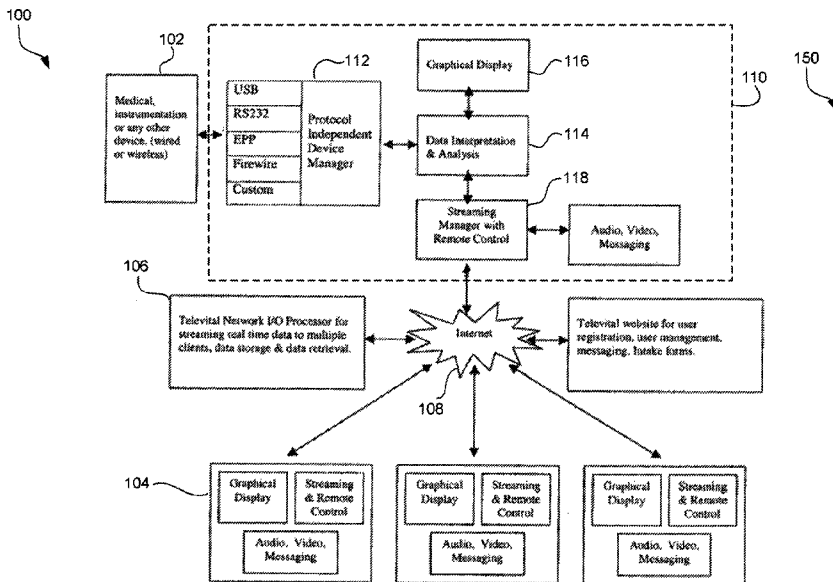 100
102
112
Graphical Display
116
150
110
Medical,
instrumentation
or any other
device. (wired
or wireless)
USB
RS232
EPP
Firewire
Custom
Protocol
Independent
Device
Manager
Data Interpretation
& Analysis
114
118
Streaming
Manager with
Remote Control
Audio, Video,
Messaging
106
Televital Network I/O Processor for
streaming real time data to multiple
clients, data storage & data retrieval.
Internet
108
Televital website for user
registration, user management,
messaging. Intake forms.
104
Graphical
Display
Streaming
& Remote
Control
Audio, Video,
Messaging
Graphical
Display
Streaming
& Remote
Control
Audio, Video,
Messaging
Graphical
Display
Streaming
& Remote
Control
Audio, Video,
Messaging